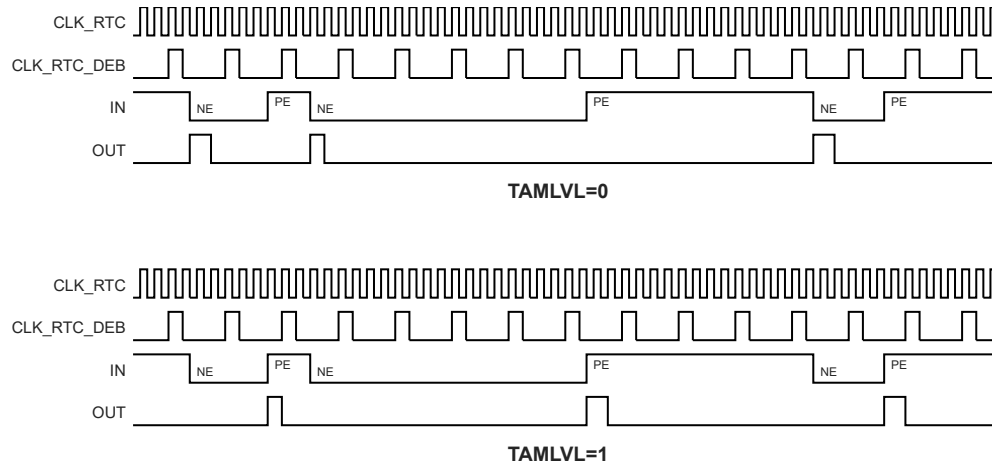 CLK_RTC
CLK_RTC_DEB
IN NE PE NE PE NE PE
OUT
TAMLVL=0
CLK_RTC
CLK_RTC_DEB
IN NE PE NE PE NE PE
OUT
TAMLVL=1